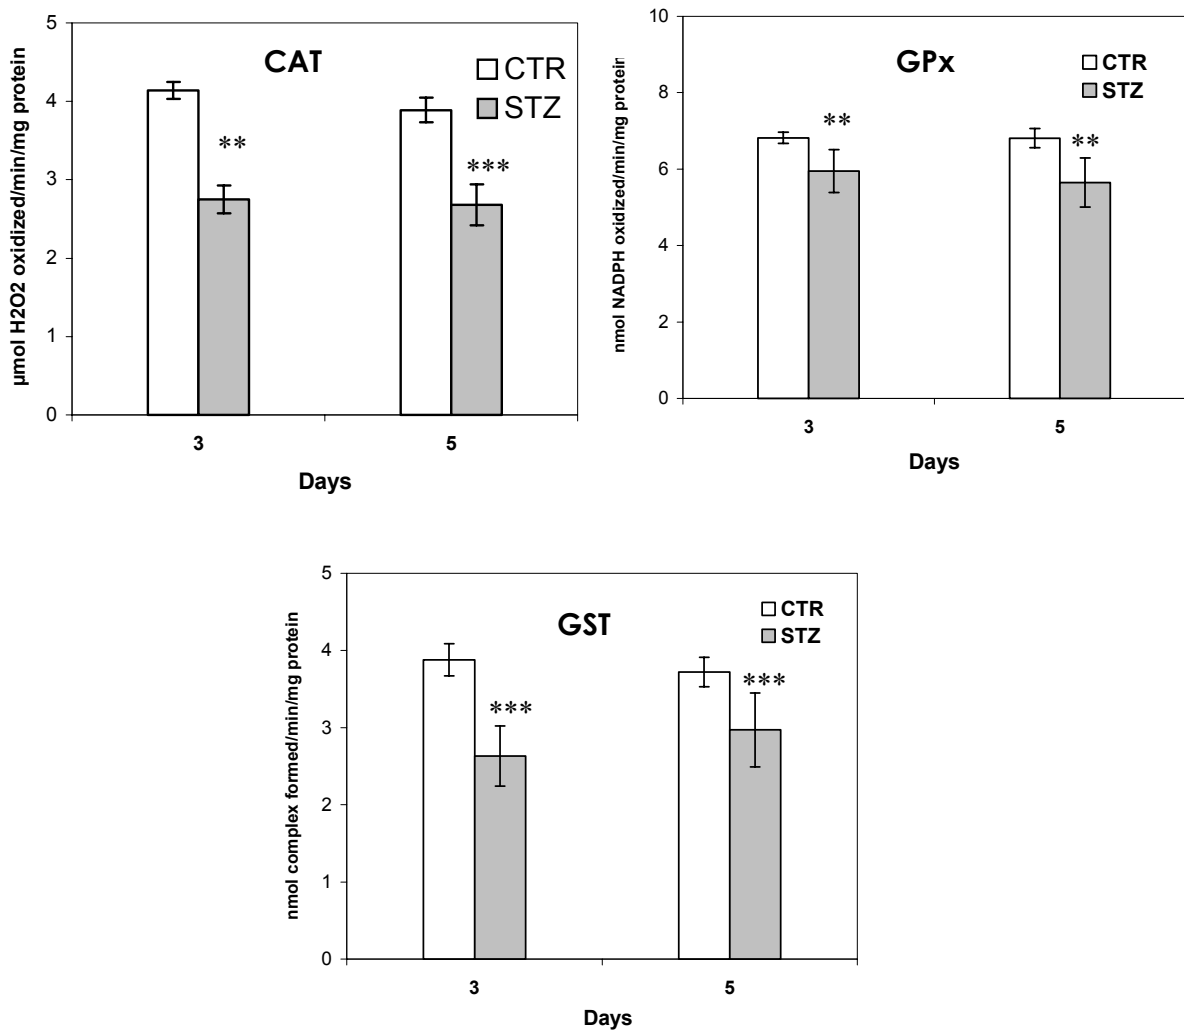 CAT
CTR
STZ
**
***
µmol H2O2 oxidized/min/mg protein
5
4
3
2
1
0
3
5
Days
GPx
CTR
STZ
**
**
nmol NADPH oxidized/min/mg protein
10
8
6
4
2
0
3
5
Days
GST
CTR
STZ
***
***
nmol complex formed/min/mg protein
5
4
3
2
1
0
3
5
Days